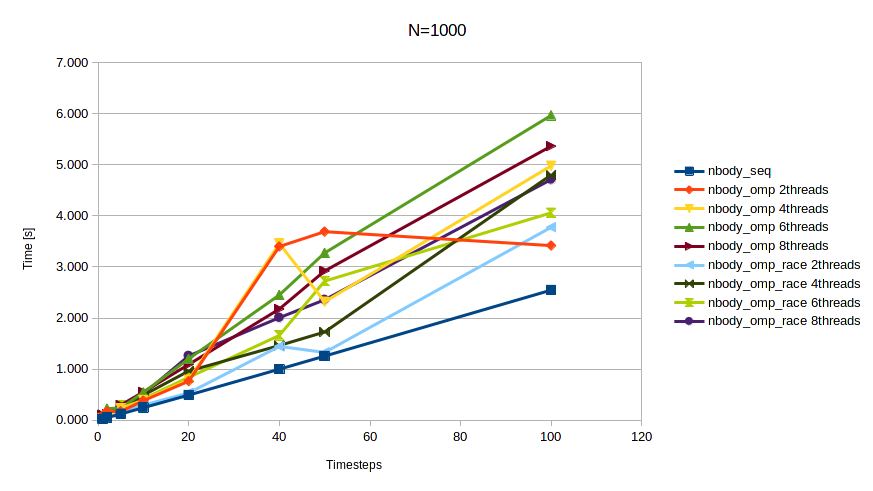 N=1000
7.000
6.000
5.000
4.000
3.000
2.000
1.000
0.000
Time [s]
0 20 40 60 80 100 120
Timesteps
nbody_seq
nbody_omp 2threads
nbody_omp 4threads
nbody_omp 6threads
nbody_omp 8threads
nbody_omp_race 2threads
nbody_omp_race 4threads
nbody_omp_race 6threads
nbody_omp_race 8threads